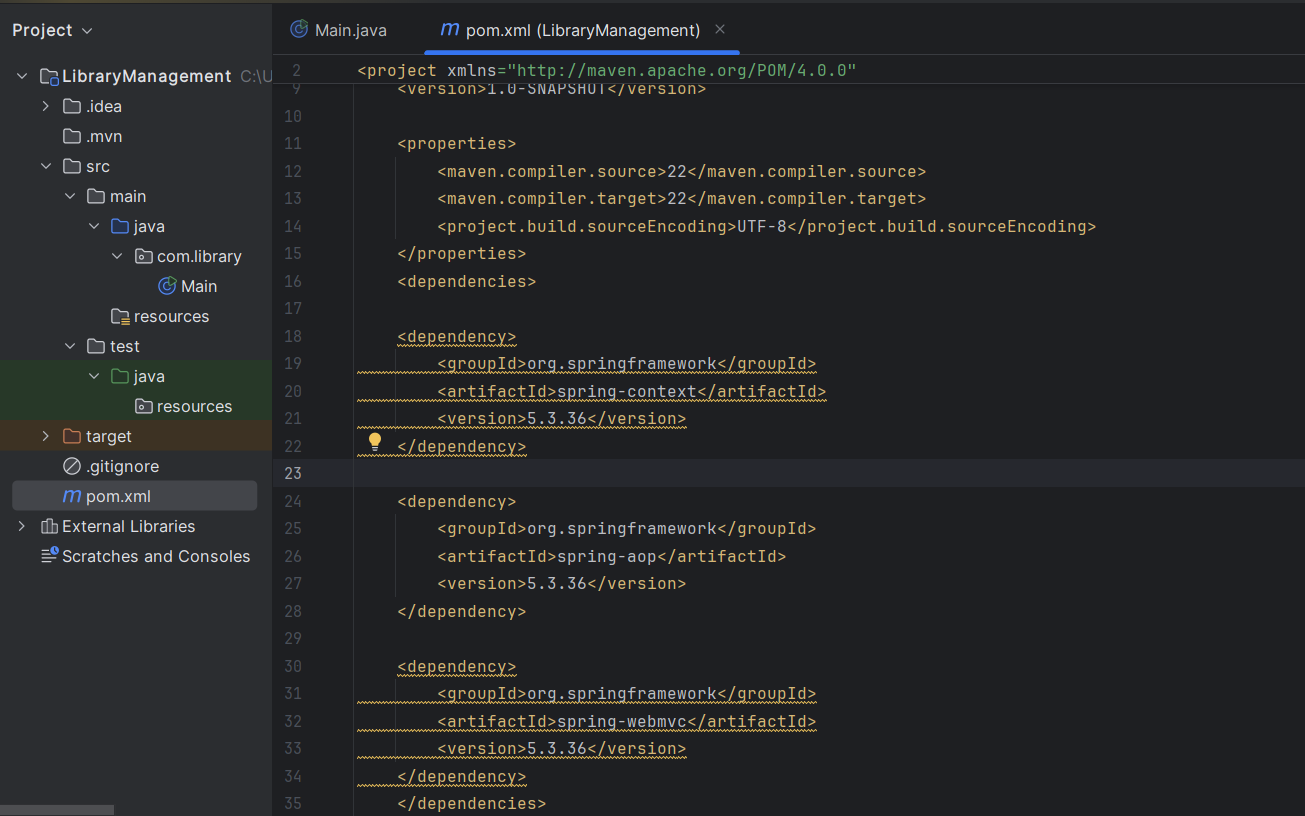 Project
Main.java
pom.xml (LibraryManagement)
LibraryManagement C:\U
.idea
.mvn
src
main
java
com.library
Main
resources
test
java
resources
target
.gitignore
pom.xml
External Libraries
Scratches and Consoles
2 <project xmlns="http://maven.apache.org/POM/4.0.0"
9 <version>1.0-SNAPSHOT</version>
10
11 <properties>
12 <maven.compiler.source>22</maven.compiler.source>
13 <maven.compiler.target>22</maven.compiler.target>
14 <project.build.sourceEncoding>UTF-8</project.build.sourceEncoding>
15 </properties>
16 <dependencies>
17
18 <dependency>
19 <groupId>org.springframework</groupId>
20 <artifactId>spring-context</artifactId>
21 <version>5.3.36</version>
22 </dependency>
23
24 <dependency>
25 <groupId>org.springframework</groupId>
26 <artifactId>spring-aop</artifactId>
27 <version>5.3.36</version>
28 </dependency>
29
30 <dependency>
31 <groupId>org.springframework</groupId>
32 <artifactId>spring-webmvc</artifactId>
33 <version>5.3.36</version>
34 </dependency>
35 </dependencies>